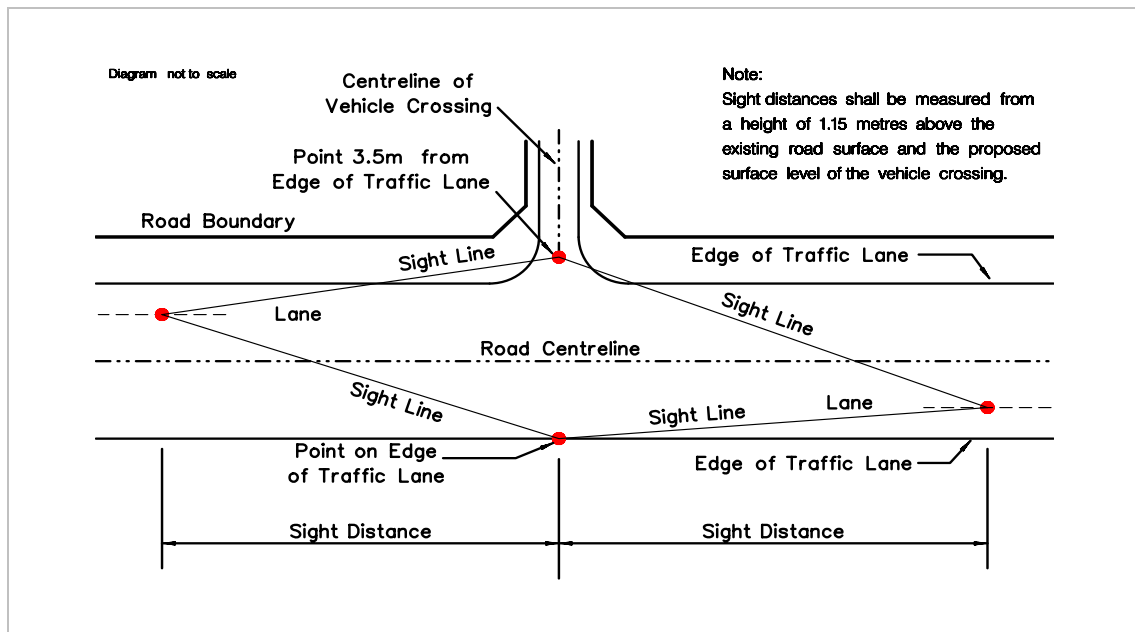 Diagram not to scale
Centreline of
Vehicle Crossing
Note:
Sight distances shall be measured from
a height of 1.15 metres above the
existing road surface and the proposed
surface level of the vehicle crossing.
Point 3.5m from
Edge of Traffic Lane
Road Boundary
Sight Line
Edge of Traffic Lane
Lane
Sight Line
Road Centreline
Sight Line
Sight Line
Lane
Point on Edge
of Traffic Lane
Edge of Traffic Lane
Sight Distance
Sight Distance